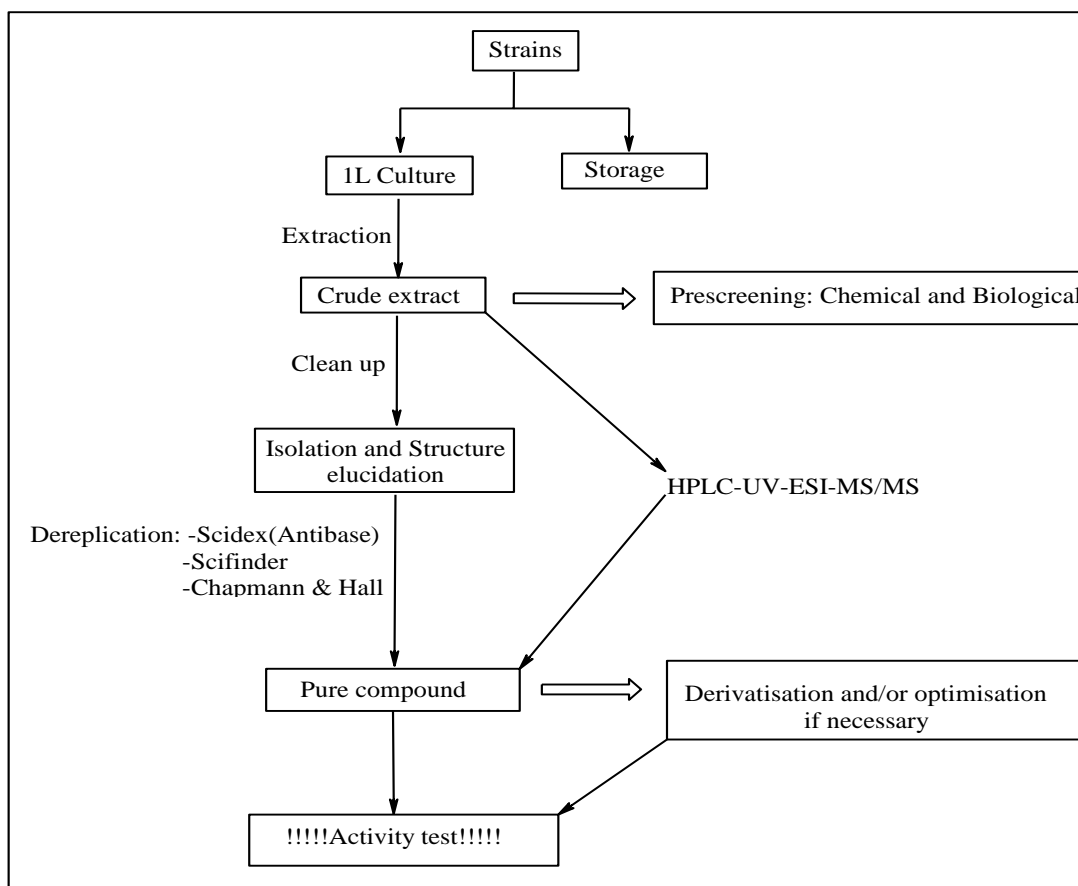 Strains
1L Culture
Storage
Extraction
Crude extract
Prescreening: Chemical and Biological
Clean up
Isolation and Structure
elucidation
HPLC-UV-ESI-MS/MS
Dereplication: -Scidex(Antibase)
-Scifinder
-Chapmann & Hall
Pure compound
Derivatisation and/or optimisation
if necessary
!!!!!Activity test!!!!!